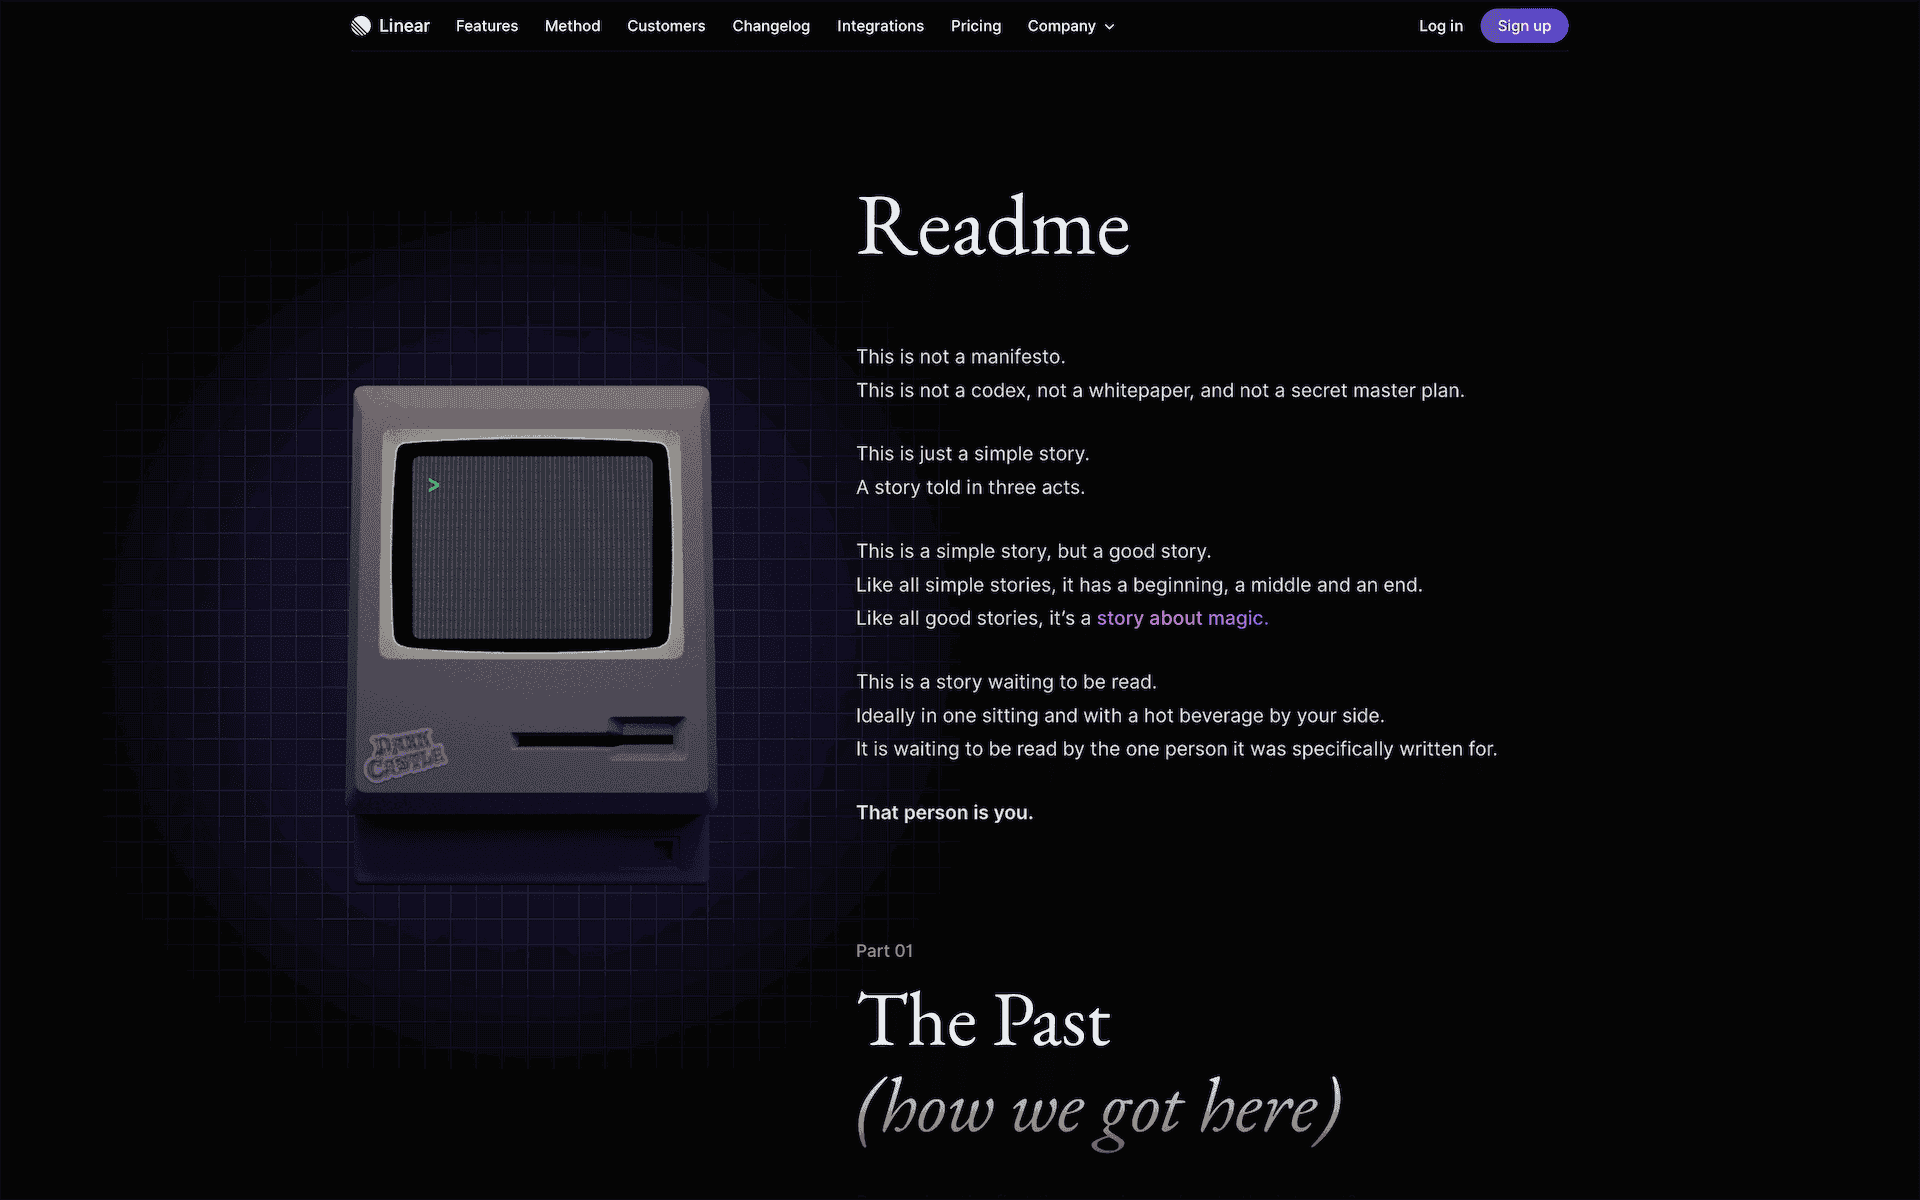 Linear
Features
Method
Customers
Changelog
Integrations
Pricing
Company
Log in
Sign up
Readme
This is not a manifesto.
This is not a codex, not a whitepaper, and not a secret master plan.
This is just a simple story.
A story told in three acts.
This is a simple story, but a good story.
Like all simple stories, it has a beginning, a middle and an end.
Like all good stories, it’s a story about magic.
This is a story waiting to be read.
Ideally in one sitting and with a hot beverage by your side.
It is waiting to be read by the one person it was specifically written for.
That person is you.
>
DARK
CASTLE
Part 01
The Past
(how we got here)